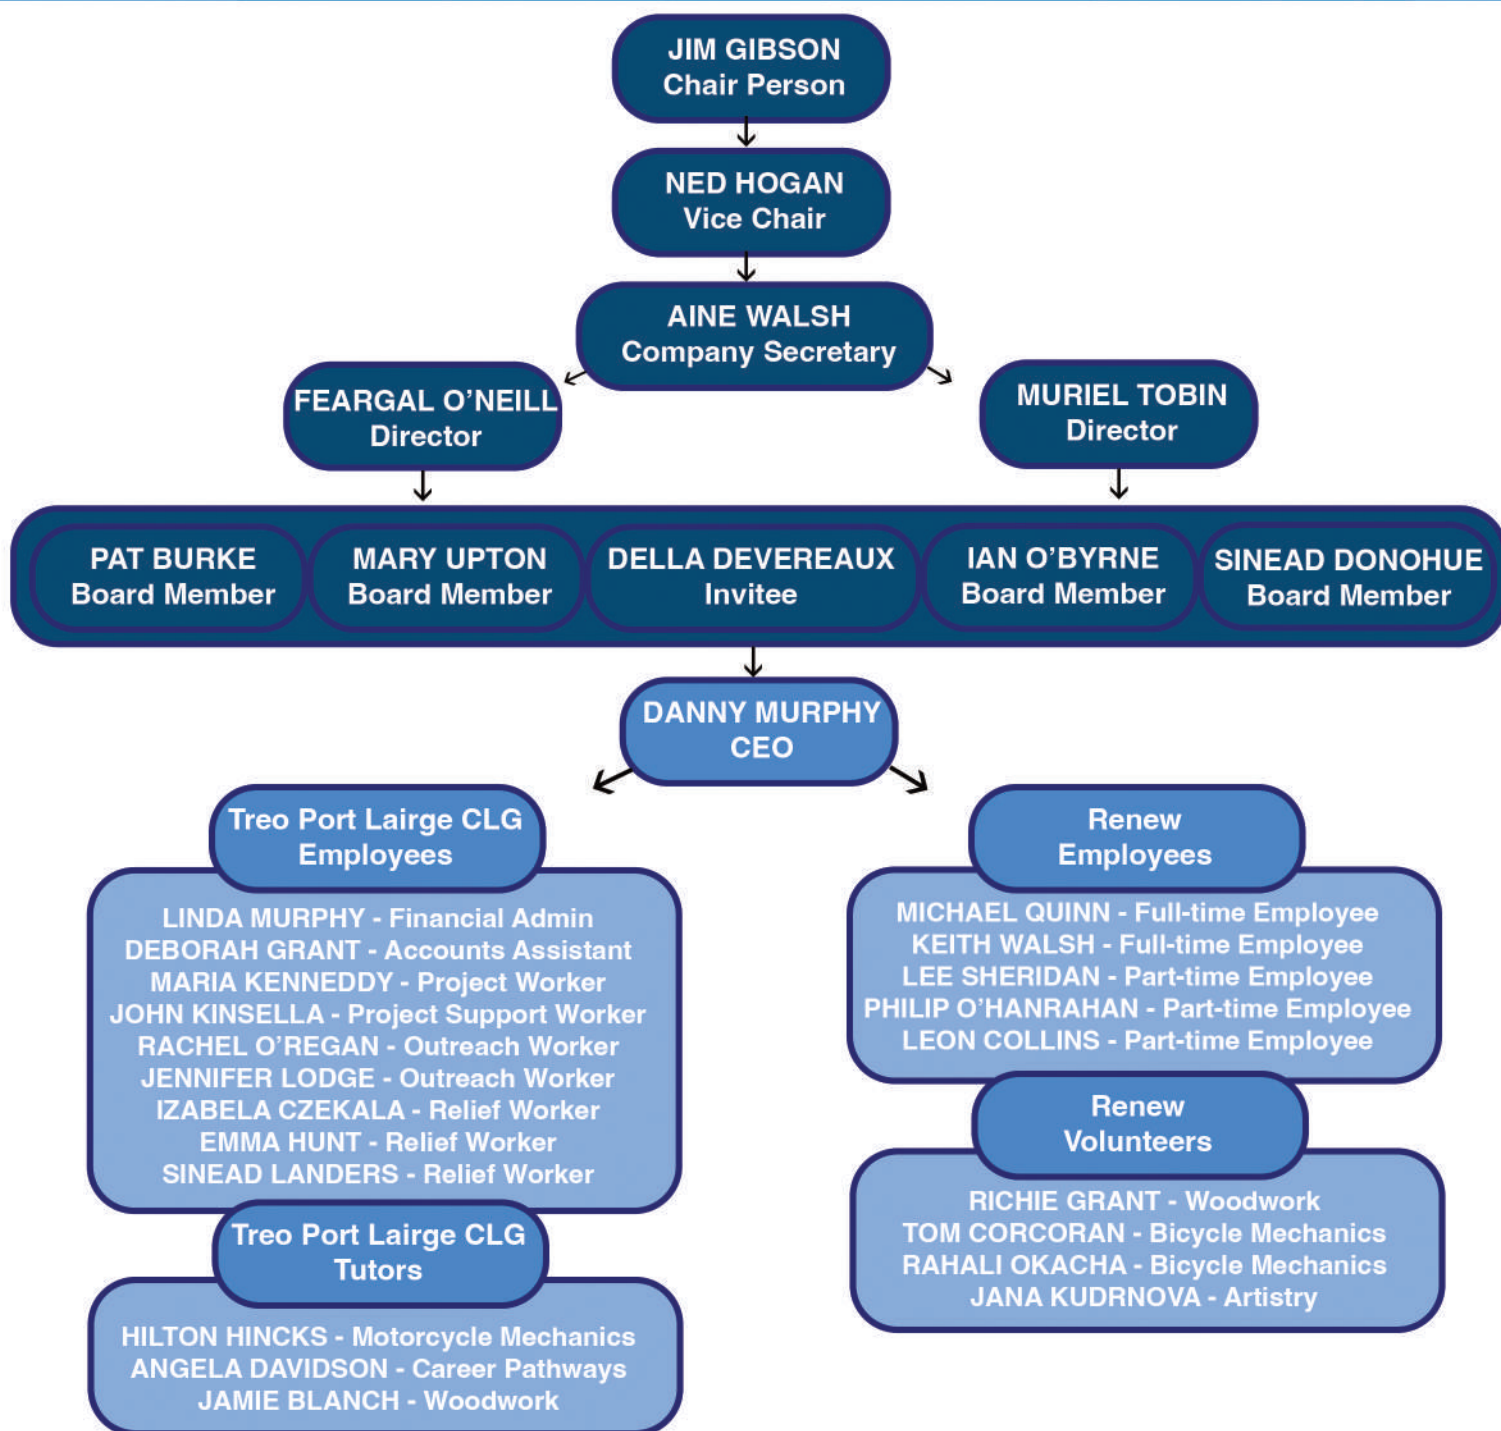 JIM GIBSON
Chair Person
NED HOGAN
Vice Chair
AINE WALSH
Company Secretary
FEARGAL O'NEILL
Director
MURIEL TOBIN
Director
PAT BURKE
Board Member
MARY UPTON
Board Member
DELLA DEVEREAUX
Invitee
IAN O'BYRNE
Board Member
SINEAD DONOHUE
Board Member
DANNY MURPHY
CEO
Treo Port Lairge CLG
Employees
LINDA MURPHY - Financial Admin
DEBORAH GRANT - Accounts Assistant
MARIA KENNEDDY - Project Worker
JOHN KINSELLA - Project Support Worker
RACHEL O'REGAN - Outreach Worker
JENNIFER LODGE - Outreach Worker
IZABELA CZEKALA - Relief Worker
EMMA HUNT - Relief Worker
SINEAD LANDERS - Relief Worker
Treo Port Lairge CLG
Tutors
HILTON HINCKS - Motorcycle Mechanics
ANGELA DAVIDSON - Career Pathways
JAMIE BLANCH - Woodwork
Renew
Employees
MICHAEL QUINN - Full-time Employee
KEITH WALSH - Full-time Employee
LEE SHERIDAN - Part-time Employee
PHILIP O'HANRAHAN - Part-time Employee
LEON COLLINS - Part-time Employee
Renew
Volunteers
RICHIE GRANT - Woodwork
TOM CORCORAN - Bicycle Mechanics
RAHALI OKACHA - Bicycle Mechanics
JANA KUDRNOVA - Artistry